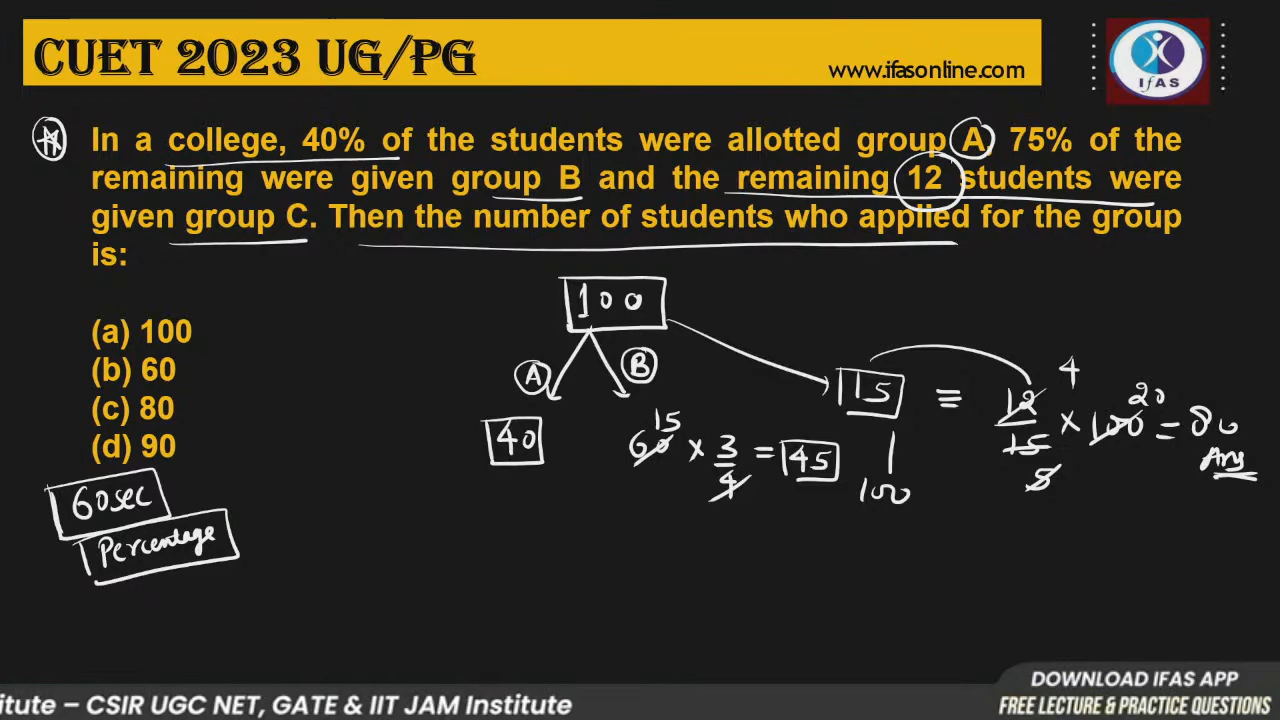 CUET 2023 UG/PG
www.ifasonline.com
IfAS
In a college, 40% of the students were allotted group A, 75% of the
remaining were given group B and the remaining 12 students were
given group C. Then the number of students who applied for the group
is:
100
(a) 100
(b) 60
(c) 80
(d) 90
A
B
40
15
60 × 3/4 = 45
15
100
≡
4
20
12/15 × 100 = 80
5
Ans
60sec
Percentage
DOWNLOAD IFAS APP
itute – CSIR UGC NET, GATE & IIT JAM Institute
FREE LECTURE & PRACTICE QUESTIONS